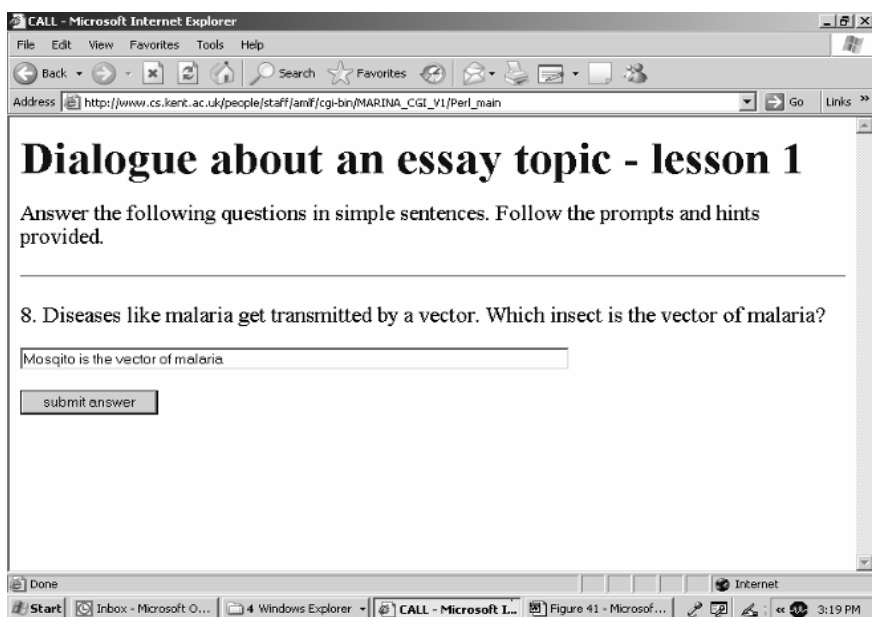 CALL - Microsoft Internet Explorer
File Edit View Favorites Tools Help
Back Search Favorites
Address http://www.cs.kent.ac.uk/people/staff/amlf/cgi-bin/MARINA_CGI_V1/Perl_main Go Links »
Dialogue about an essay topic - lesson 1
Answer the following questions in simple sentences. Follow the prompts and hints
provided.
8. Diseases like malaria get transmitted by a vector. Which insect is the vector of malaria?
Mosqito is the vector of malaria
submit answer
Done Internet
Start Inbox - Microsoft O... 4 Windows Explorer CALL - Microsoft I... Figure 41 - Microsof... « 3:19 PM